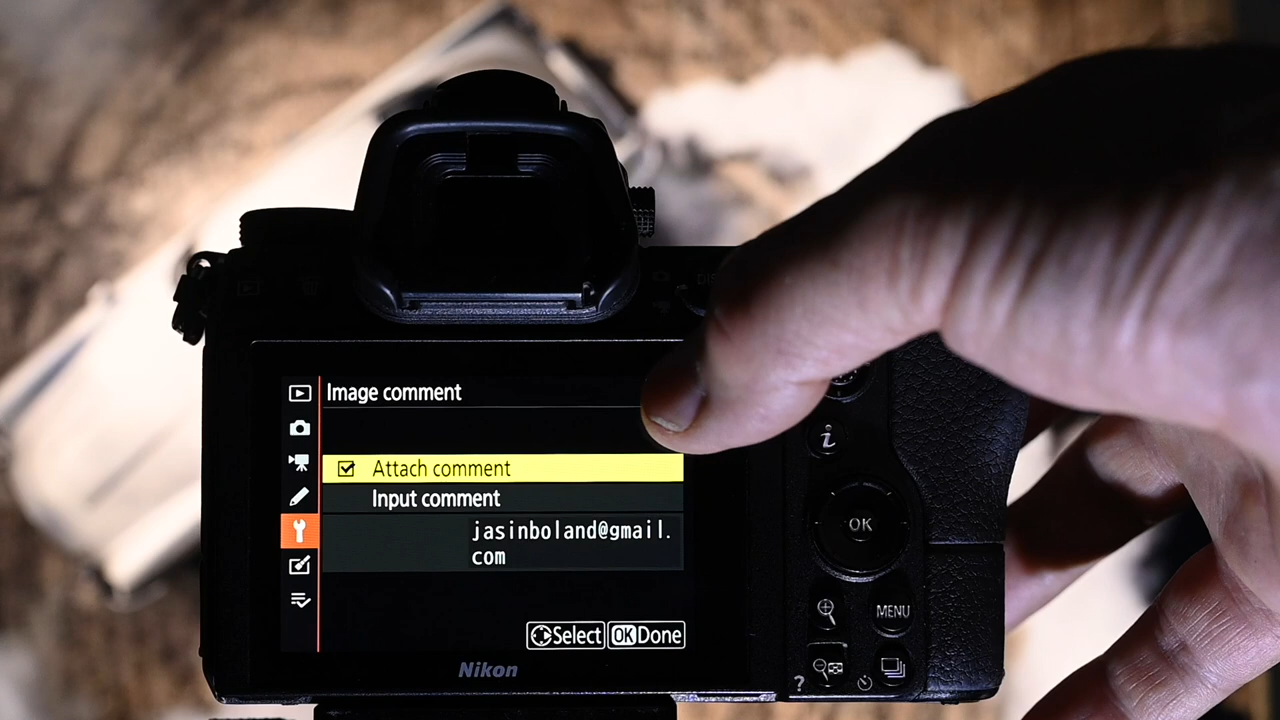 Image comment
Attach comment
Input comment
jasinboland@gmail.
com
Select OK Done
Nikon
i
OK
MENU
?